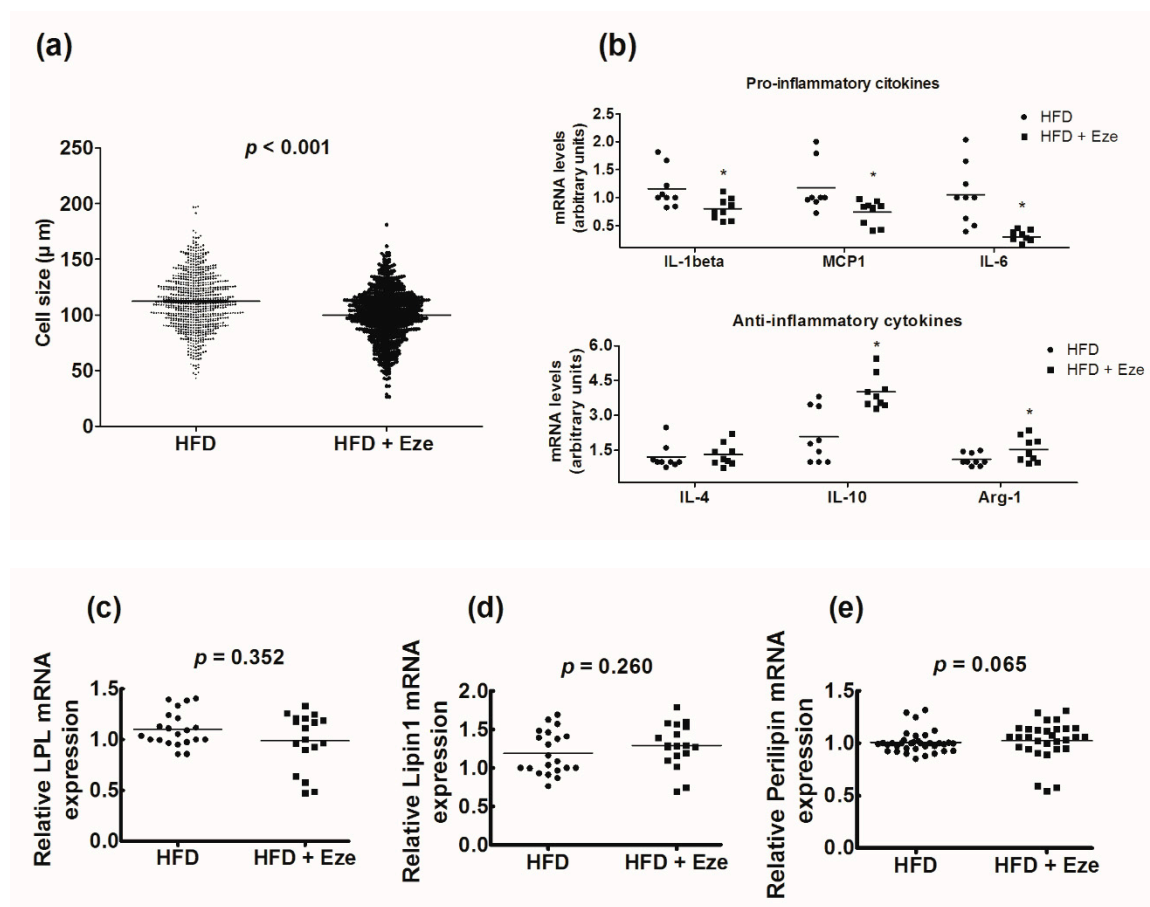 (a)
p < 0.001
Cell size (μ m)
250
200
150
100
50
0
HFD
HFD + Eze
(b)
Pro-inflammatory citokines
mRNA levels
(arbitrary units)
2.5
2.0
1.5
1.0
0.5
HFD
HFD + Eze
*
*
*
IL-1beta
MCP1
IL-6
Anti-inflammatory cytokines
mRNA levels
(arbitrary units)
6.0
4.5
3.0
1.5
HFD
HFD + Eze
*
*
IL-4
IL-10
Arg-1
(c)
p = 0.352
Relative LPL mRNA
expression
1.5
1.0
0.5
0.0
HFD
HFD + Eze
(d)
p = 0.260
Relative Lipin1 mRNA
expression
2.0
1.5
1.0
0.5
0.0
HFD
HFD + Eze
(e)
p = 0.065
Relative Perilipin mRNA
expression
1.5
1.0
0.5
0.0
HFD
HFD + Eze